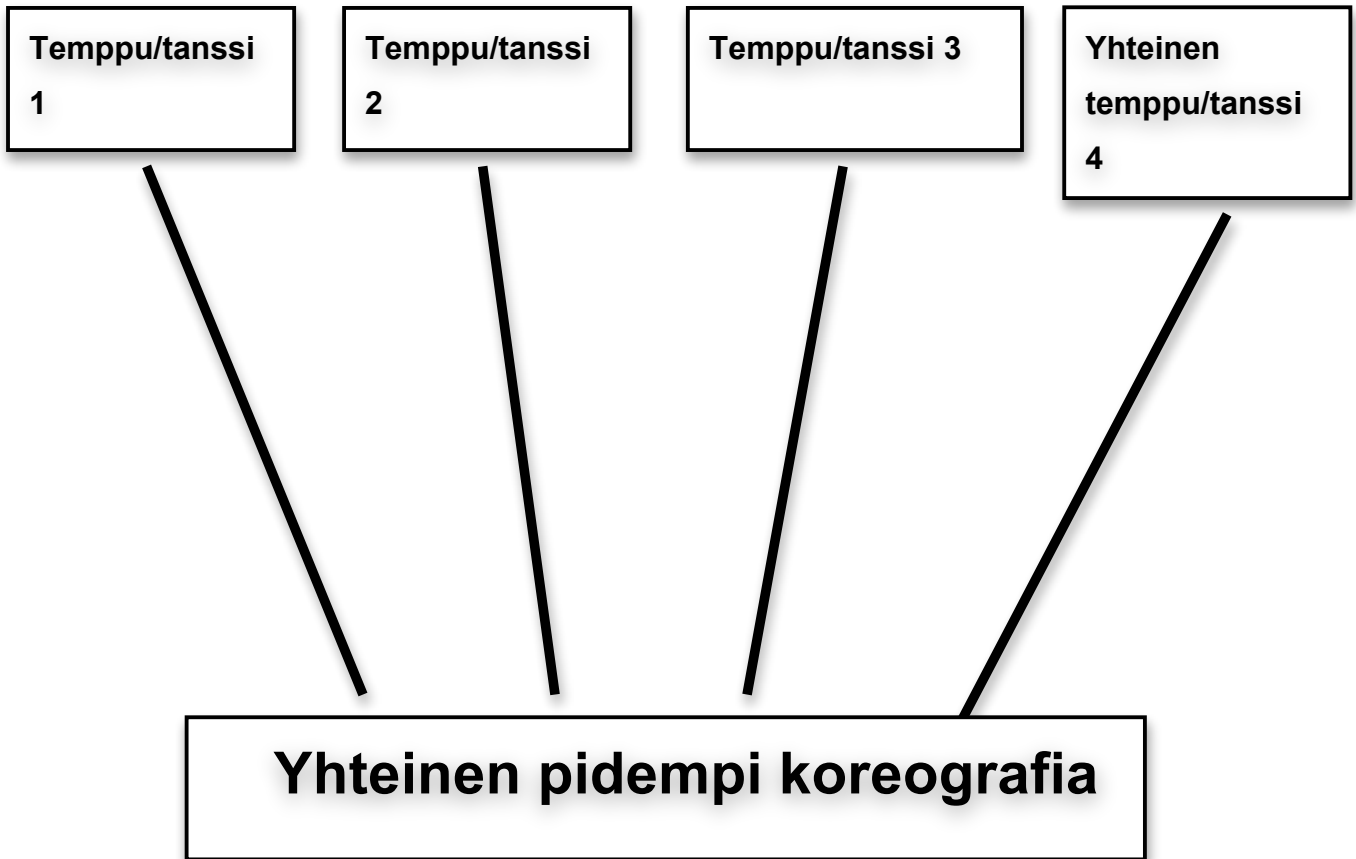 Temppu/tanssi
1
Temppu/tanssi
2
Temppu/tanssi 3
Yhteinen
temppu/tanssi
4
Yhteinen pidempi koreografia